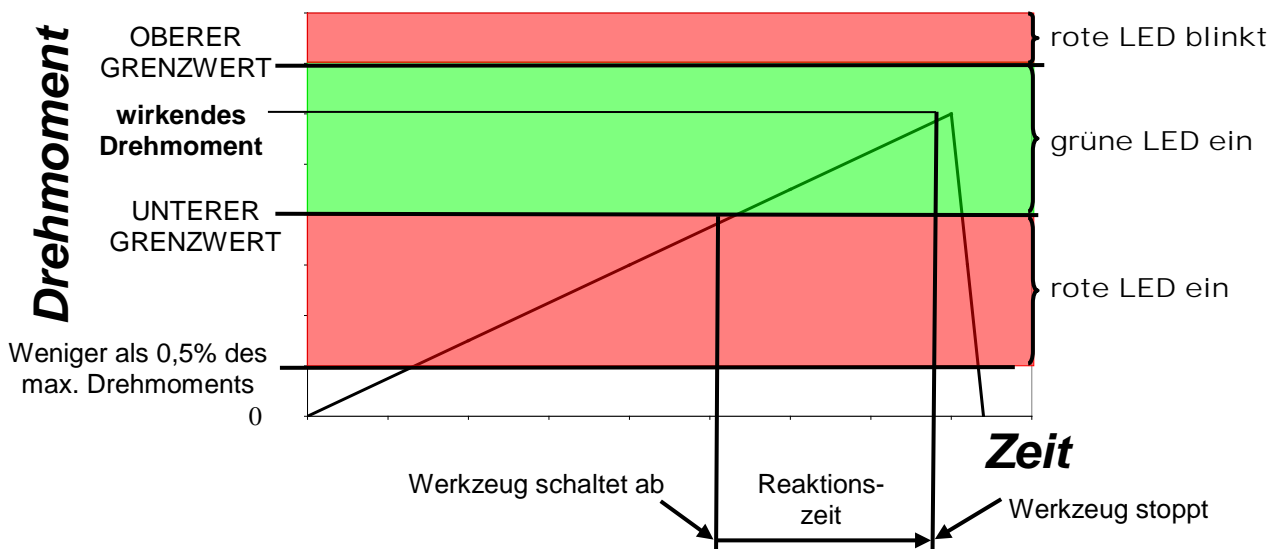 Drehmoment
OBERER
GRENZWERT
rote LED blinkt
wirkendes
Drehmoment
grüne LED ein
UNTERER
GRENZWERT
rote LED ein
Weniger als 0,5% des
max. Drehmoments
0
Zeit
Werkzeug schaltet ab
Reaktions-
zeit
Werkzeug stoppt